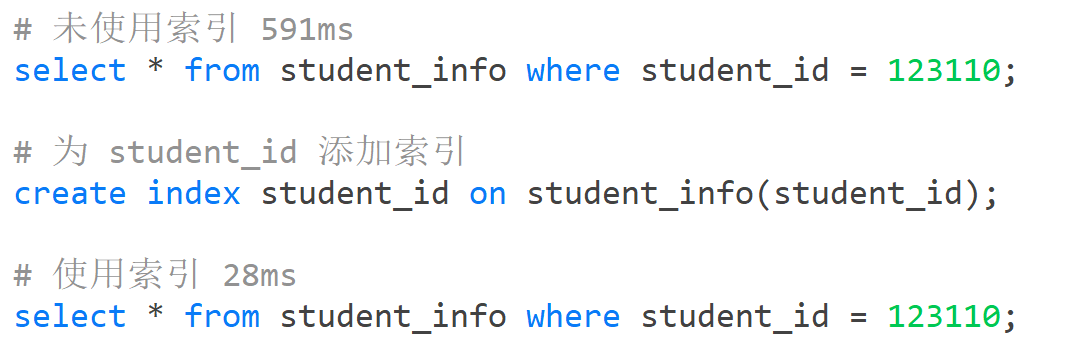 # 未使用索引 591ms
select * from student_info where student_id = 123110;
# 为 student_id 添加索引
create index student_id on student_info(student_id);
# 使用索引 28ms
select * from student_info where student_id = 123110;